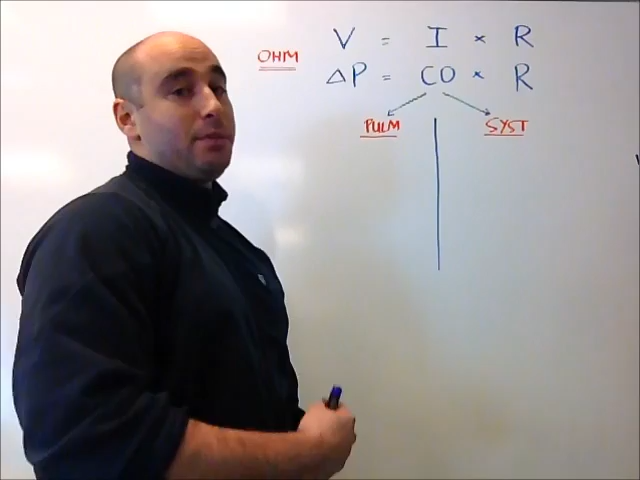 OHM V = I × R
ΔP = CO × R
PULM SYST